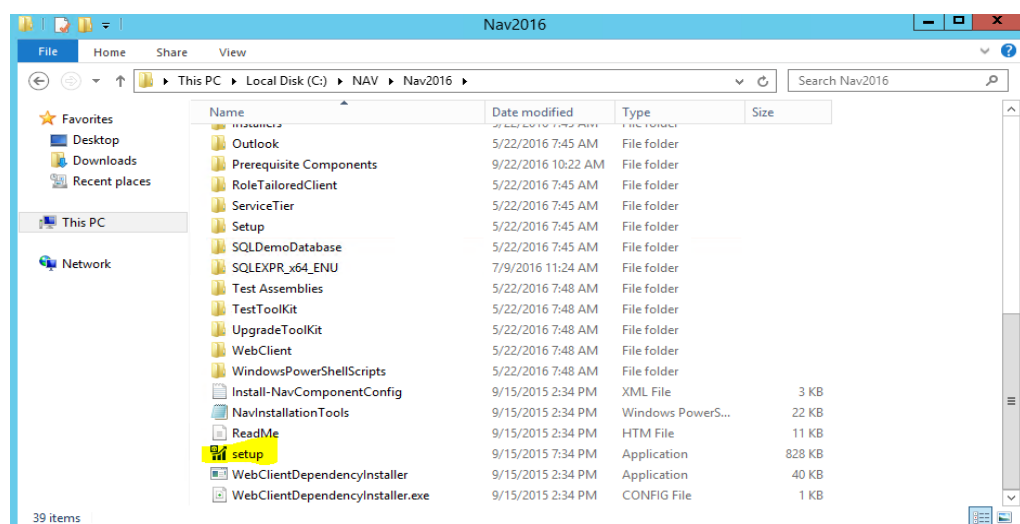 Nav2016
File Home Share View
This PC Local Disk (C:) NAV Nav2016 Search Nav2016
Name Date modified Type Size
Favorites
Desktop
Downloads
Recent places
This PC
Network
Outlook 5/22/2016 7:45 AM File folder
Prerequisite Components 9/22/2016 10:22 AM File folder
RoleTailoredClient 5/22/2016 7:45 AM File folder
ServiceTier 5/22/2016 7:45 AM File folder
Setup 5/22/2016 7:45 AM File folder
SQLDemoDatabase 5/22/2016 7:45 AM File folder
SQLEXPR_x64_ENU 7/9/2016 11:24 AM File folder
Test Assemblies 5/22/2016 7:48 AM File folder
TestToolKit 5/22/2016 7:48 AM File folder
UpgradeToolKit 5/22/2016 7:48 AM File folder
WebClient 5/22/2016 7:48 AM File folder
WindowsPowerShellScripts 5/22/2016 7:48 AM File folder
Install-NavComponentConfig 9/15/2015 2:34 PM XML File 3 KB
NavInstallationTools 9/15/2015 2:34 PM Windows PowerS... 22 KB
ReadMe 9/15/2015 2:34 PM HTM File 11 KB
setup 9/15/2015 7:34 PM Application 828 KB
WebClientDependencyInstaller 9/15/2015 2:34 PM Application 40 KB
WebClientDependencyInstaller.exe 9/15/2015 2:34 PM CONFIG File 1 KB
39 items